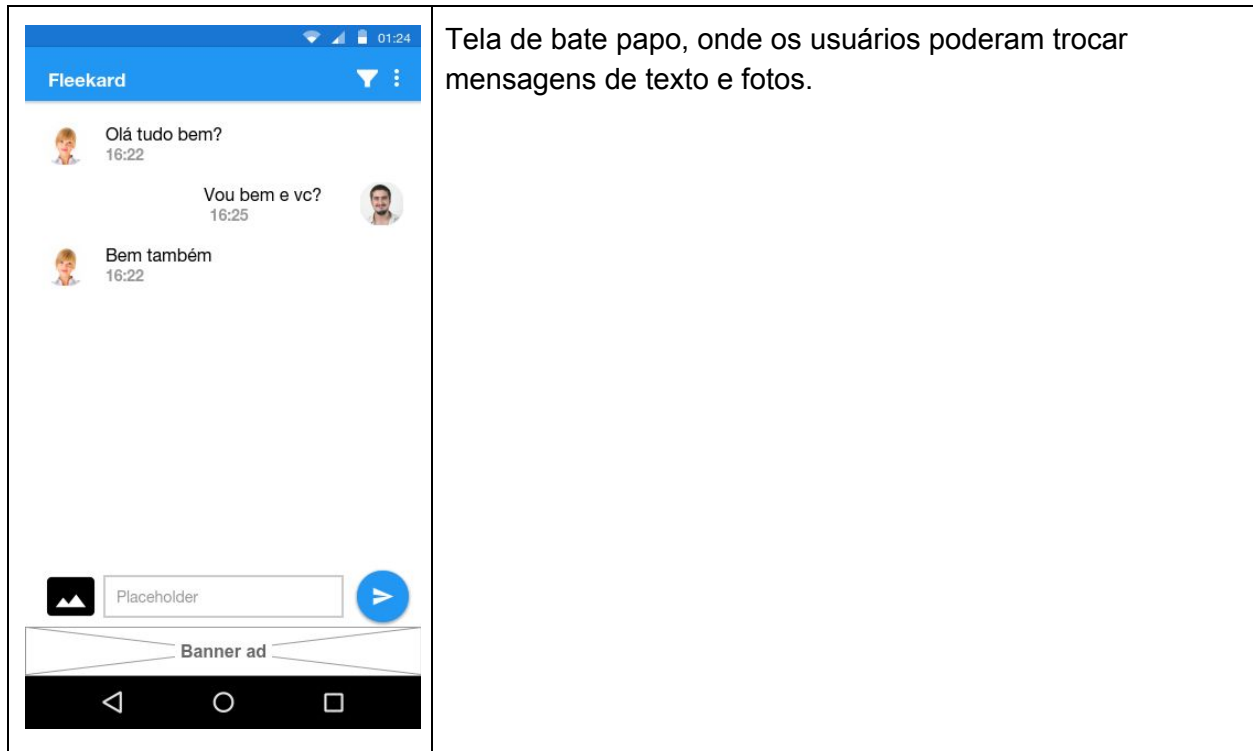 01:24
Fleekard
Olá tudo bem?
16:22
Vou bem e vc?
16:25
Bem também
16:22
Placeholder
Banner ad
Tela de bate papo, onde os usuários poderam trocar
mensagens de texto e fotos.